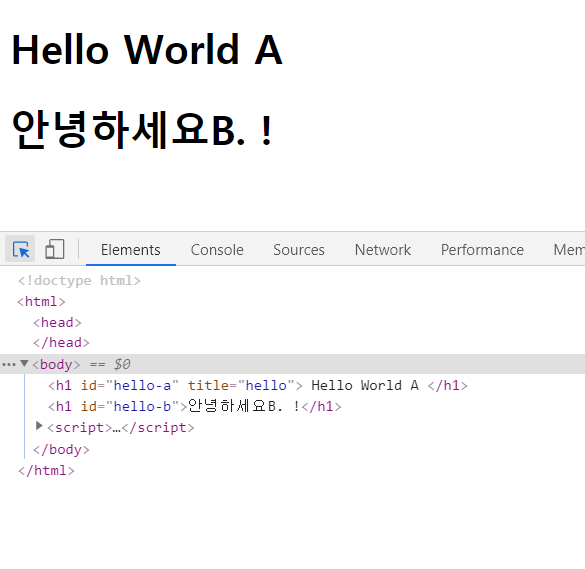 Hello World A
안녕하세요B. !
Elements Console Sources Network Performance Mem
<!doctype html>
<html>
<head>
</head>
<body> == $0
<h1 id="hello-a" title="hello"> Hello World A </h1>
<h1 id="hello-b">안녕하세요B. !</h1>
<script>…</script>
</body>
</html>